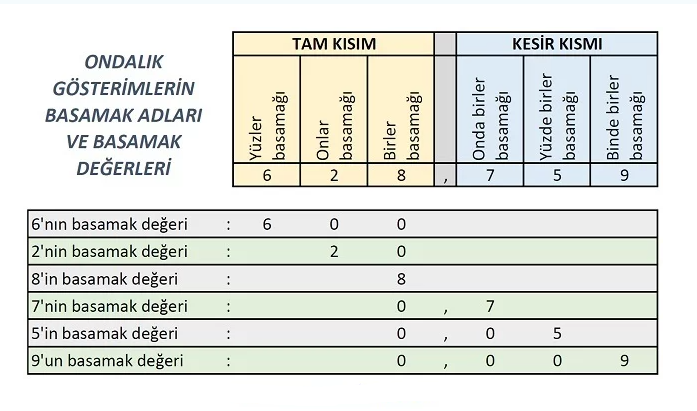 ONDALIK
GÖSTERİMLERİN
BASAMAK ADLARI
VE BASAMAK
DEĞERLERİ
TAM KISIM KESİR KISMI
Yüzler basamağı
Onlar basamağı
Birler basamağı
Onda birler basamağı
Yüzde birler basamağı
Binde birler basamağı
6 2 8 , 7 5 9
6'nın basamak değeri : 6 0 0
2'nin basamak değeri : 2 0
8'in basamak değeri : 8
7'nin basamak değeri : 0 , 7
5'in basamak değeri : 0 , 0 5
9'un basamak değeri : 0 , 0 0 9